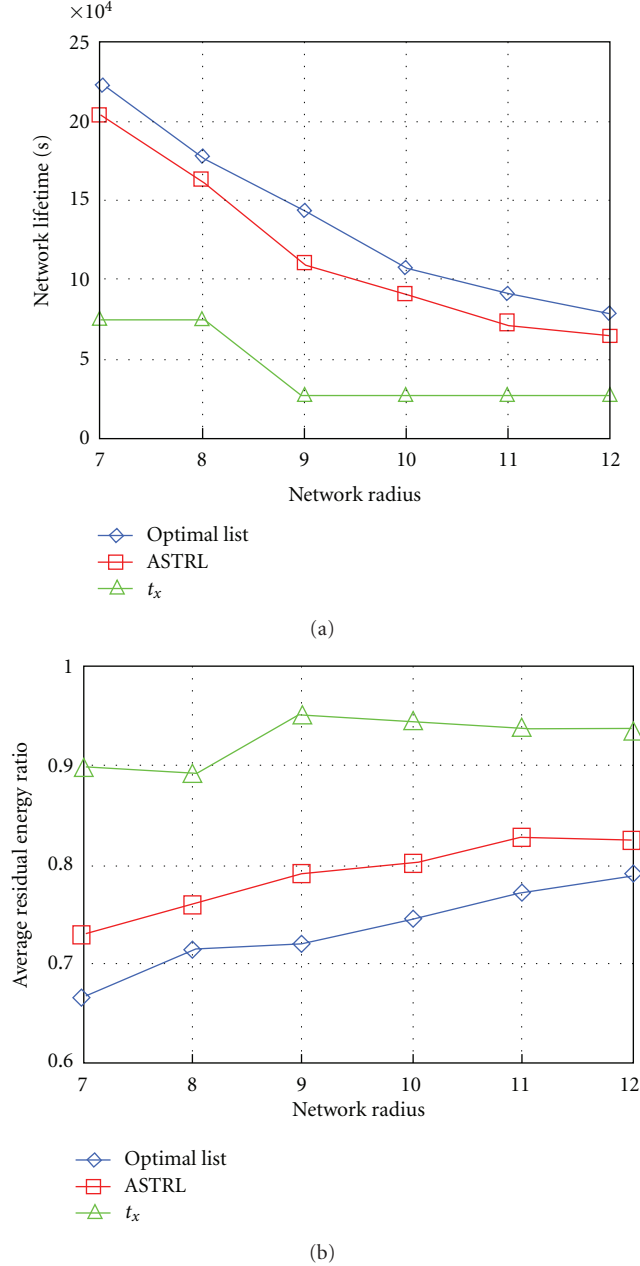 (a)
×10⁴
25
20
15
10
5
0
Network lifetime (s)
7 8 9 10 11 12
Network radius
Optimal list
ASTRL
tₓ
(a)
1
0.9
0.8
0.7
0.6
Average residual energy ratio
7 8 9 10 11 12
Network radius
Optimal list
ASTRL
tₓ
(b)